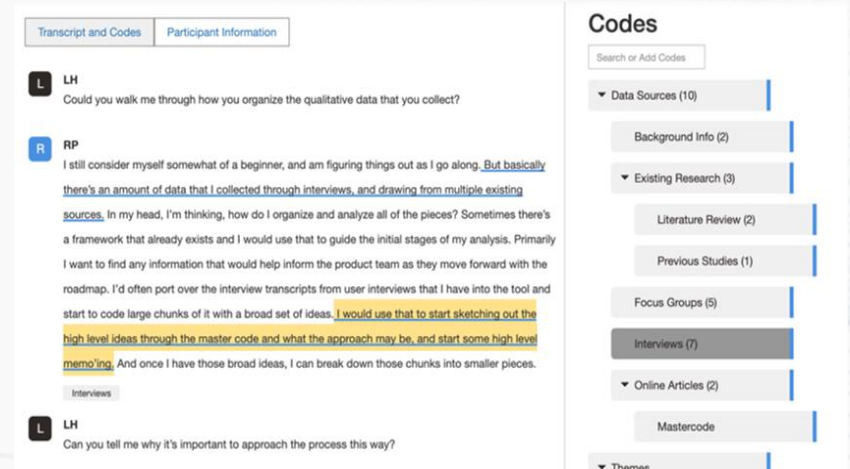 Transcript and Codes
Participant Information
L
LH
Could you walk me through how you organize the qualitative data that you collect?
R
RP
I still consider myself somewhat of a beginner, and am figuring things out as I go along. But basically
there's an amount of data that I collected through interviews, and drawing from multiple existing
sources. In my head, I'm thinking, how do I organize and analyze all of the pieces? Sometimes there's
a framework that already exists and I would use that to guide the initial stages of my analysis. Primarily
I want to find any information that would help inform the product team as they move forward with the
roadmap. I'd often port over the interview transcripts from user interviews that I have into the tool and
start to code large chunks of it with a broad set of ideas. I would use that to start sketching out the
high level ideas through the master code and what the approach may be, and start some high level
memo'ing. And once I have those broad ideas, I can break down those chunks into smaller pieces.
Interviews
L
LH
Can you tell me why it's important to approach the process this way?
Codes
Search or Add Codes
Data Sources (10)
Background Info (2)
Existing Research (3)
Literature Review (2)
Previous Studies (1)
Focus Groups (5)
Interviews (7)
Online Articles (2)
Mastercode
Themes